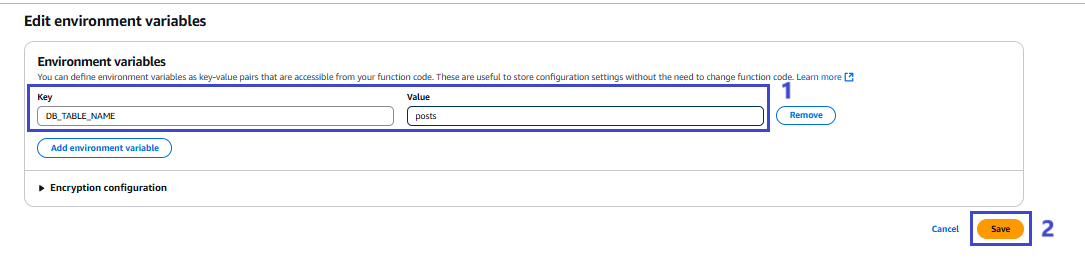 Edit environment variables
Environment variables
You can define environment variables as key-value pairs that are accessible from your function code. These are useful to store configuration settings without the need to change function code. Learn more
1
Key Value
DB_TABLE_NAME posts Remove
Add environment variable
Encryption configuration
Cancel Save 2